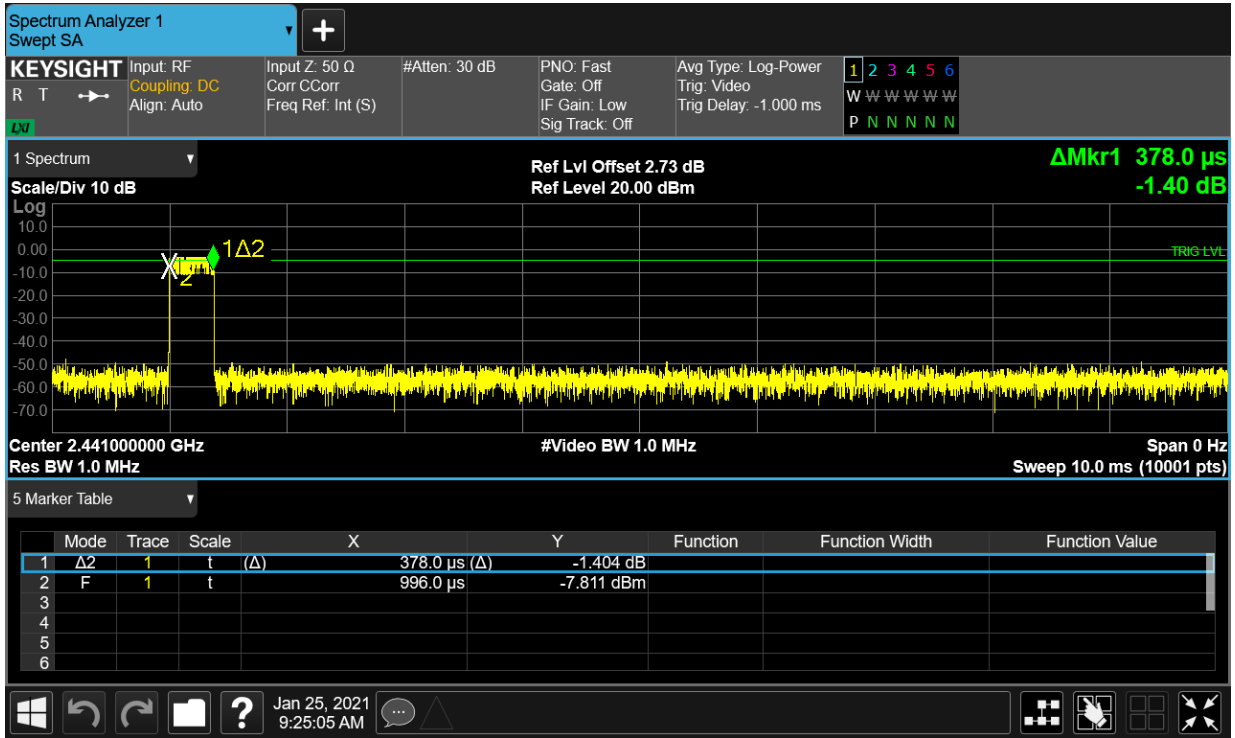 Spectrum Analyzer 1
Swept SA
+
KEYSIGHT
R T
LXI
Input: RF
Coupling: DC
Align: Auto
Input Z: 50 Ω
Corr CCorr
Freq Ref: Int (S)
#Atten: 30 dB
PNO: Fast
Gate: Off
IF Gain: Low
Sig Track: Off
Avg Type: Log-Power
Trig: Video
Trig Delay: -1.000 ms
1 2 3 4 5 6
W W W W W W
P N N N N N
1 Spectrum
Scale/Div 10 dB
Ref Lvl Offset 2.73 dB
Ref Level 20.00 dBm
ΔMkr1 378.0 µs
-1.40 dB
Log
10.0
0.00
-10.0
-20.0
-30.0
-40.0
-50.0
-60.0
-70.0
1Δ2
2
TRIG LVL
Center 2.441000000 GHz
Res BW 1.0 MHz
#Video BW 1.0 MHz
Span 0 Hz
Sweep 10.0 ms (10001 pts)
5 Marker Table
Mode Trace Scale X Y Function Function Width Function Value
1 Δ2 1 t (Δ) 378.0 µs (Δ) -1.404 dB
2 F 1 t 996.0 µs -7.811 dBm
3
4
5
6
?
Jan 25, 2021
9:25:05 AM